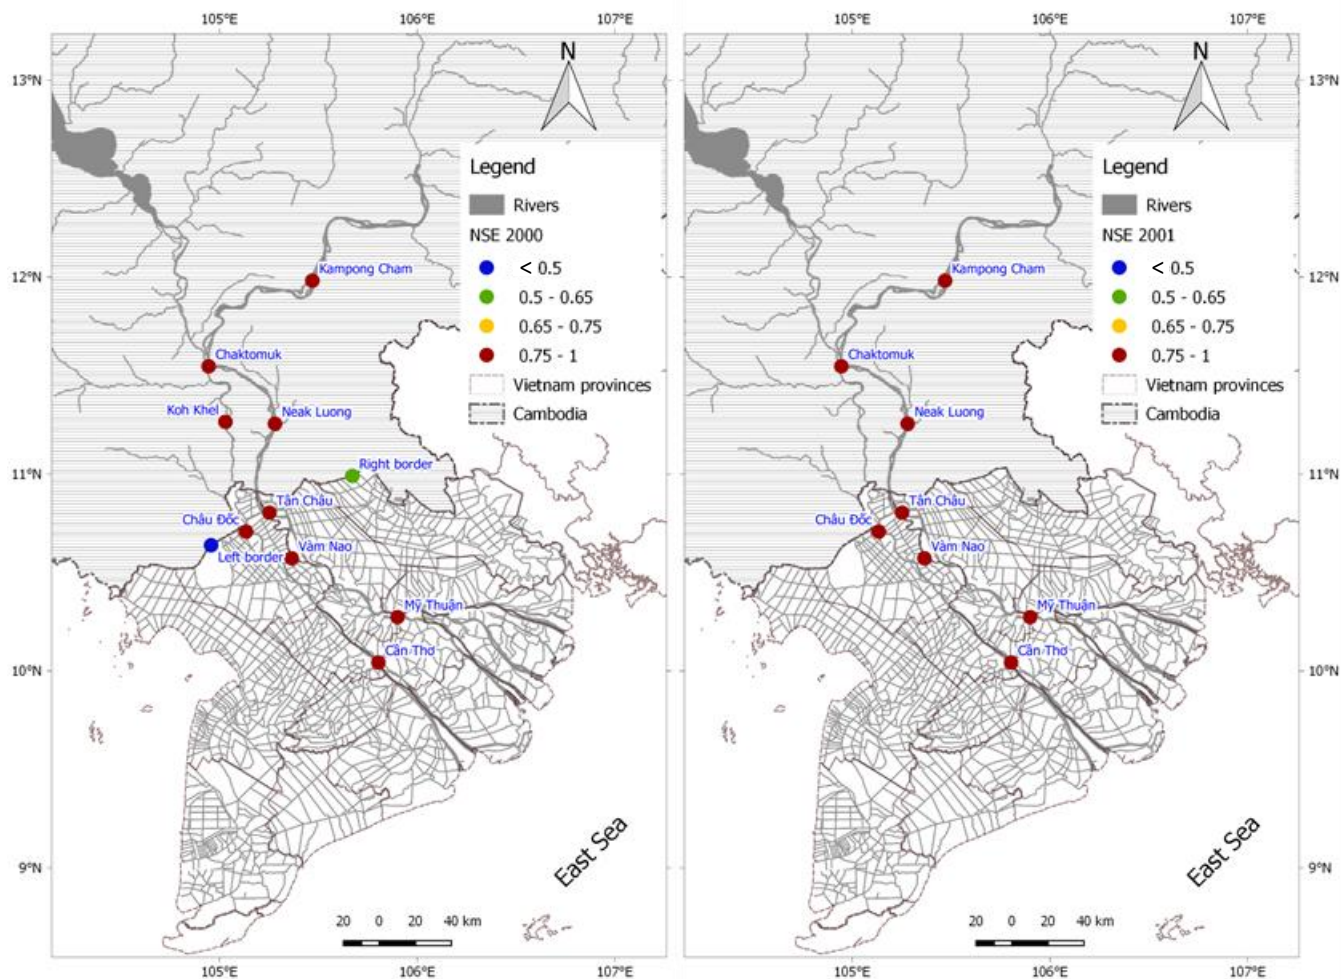 105°E 106°E 107°E 105°E 106°E 107°E
13°N
N
Legend
Rivers
NSE 2000
< 0.5
0.5 - 0.65
0.65 - 0.75
0.75 - 1
Vietnam provinces
Cambodia
12°N
Kampong Cham
Chaktomuk
Koh Khel
Neak Luong
11°N
Right border
Tân Châu
Châu Đốc
Left border
Vàm Nao
Mỹ Thuận
Cần Thơ
10°N
9°N
East Sea
20 0 20 40 km
N
13°N
Legend
Rivers
NSE 2001
< 0.5
0.5 - 0.65
0.65 - 0.75
0.75 - 1
Vietnam provinces
Cambodia
12°N
Kampong Cham
Chaktomuk
Neak Luong
11°N
Tân Châu
Châu Đốc
Vàm Nao
Mỹ Thuận
Cần Thơ
10°N
9°N
East Sea
20 0 20 40 km
105°E 106°E 107°E 105°E 106°E 107°E